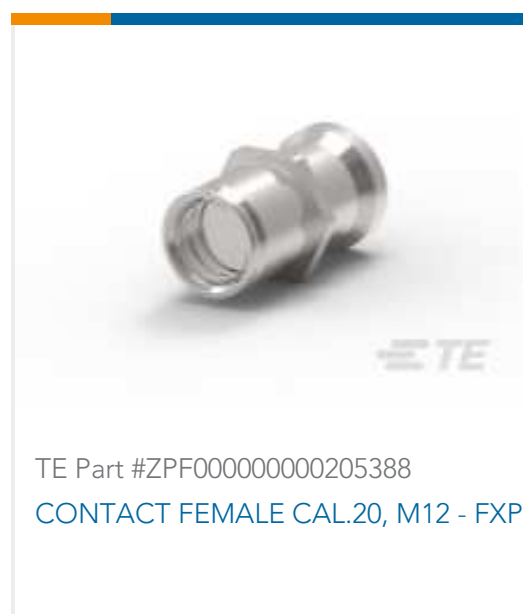 TE
TE Part #ZPF000000000205388
CONTACT FEMALE CAL.20, M12 - FXP